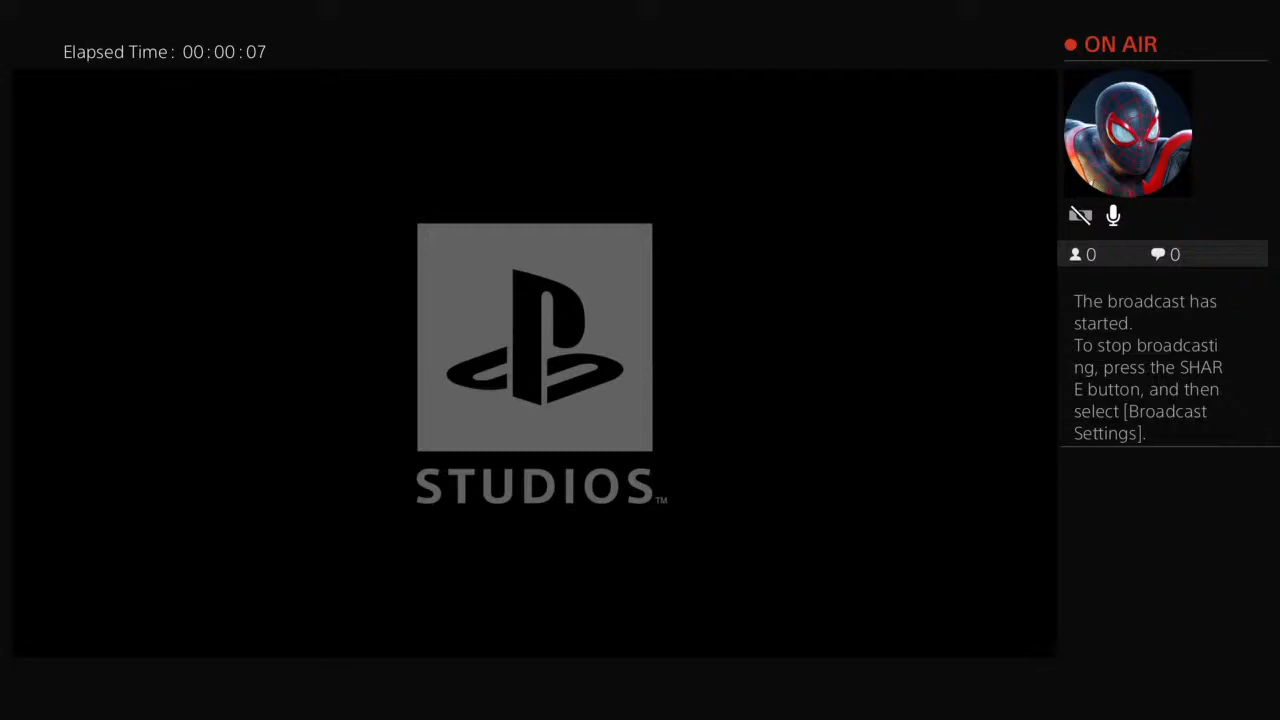 Elapsed Time: 00:00:07
ON AIR
0 0
The broadcast has
started.
To stop broadcasti
ng, press the SHAR
E button, and then
select [Broadcast
Settings].
STUDIOS™